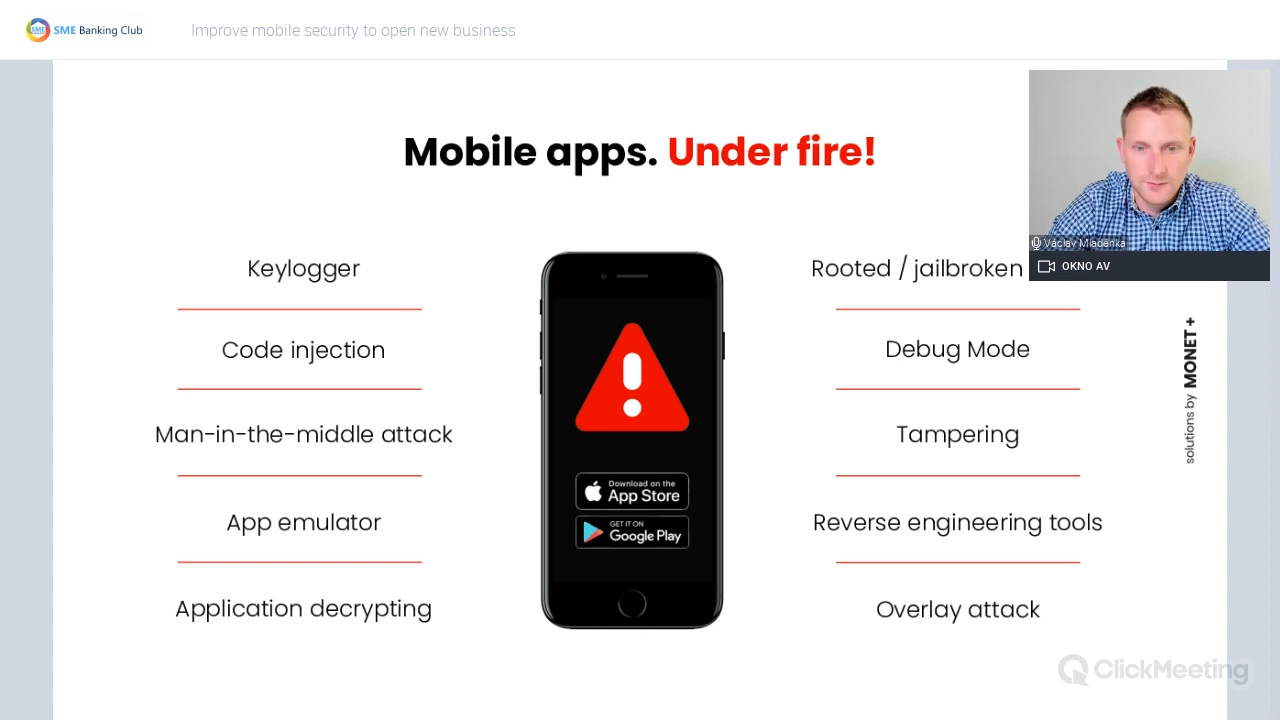 SME
SME Banking Club
Improve mobile security to open new business
Mobile apps. Under fire!
Václav Mladěnka
OKNO AV
Keylogger
Code injection
Man-in-the-middle attack
App emulator
Application decrypting
Download on the
App Store
GET IT ON
Google Play
Rooted / jailbroken
Debug Mode
Tampering
Reverse engineering tools
Overlay attack
solutions by MONET+
ClickMeeting